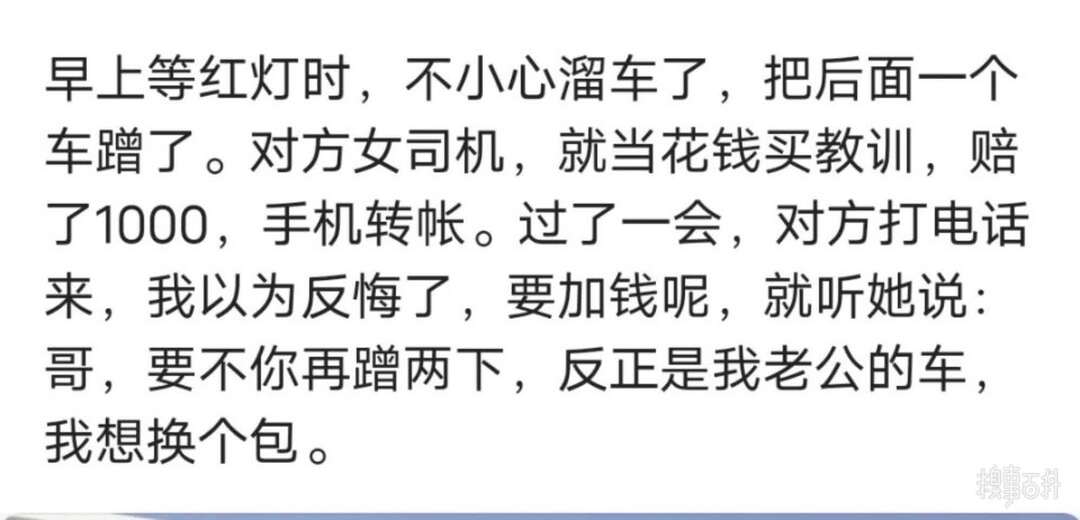 早上等红灯时，不小心溜车了，把后面一个
车蹭了。对方女司机，就当花钱买教训，赔
了1000，手机转帐。过了一会，对方打电话
来，我以为反悔了，要加钱呢，就听她说：
哥，要不你再蹭两下，反正是我老公的车，
我想换个包。
糗事百科